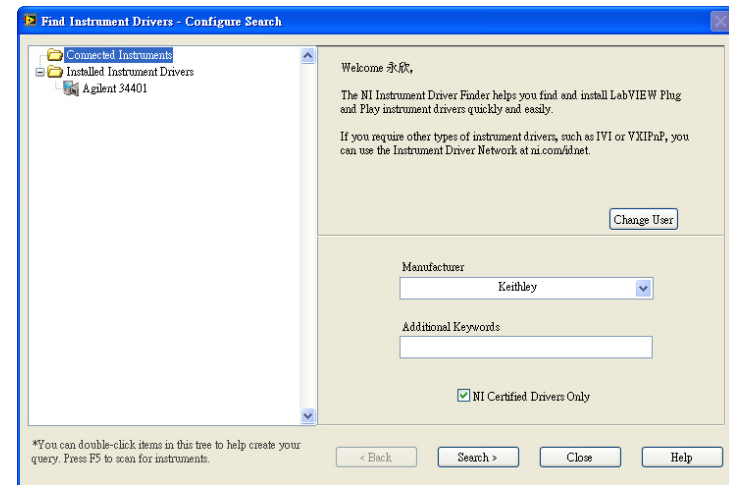 Find Instrument Drivers - Configure Search
Connected Instruments
Installed Instrument Drivers
Agilent 34401
*You can double-click items in this tree to help create your
query. Press F5 to scan for instruments.
Welcome 永欣,
The NI Instrument Driver Finder helps you find and install LabVIEW Plug
and Play instrument drivers quickly and easily.
If you require other types of instrument drivers, such as IVI or VXIPnP, you
can use the Instrument Driver Network at ni.com/idnet.
Change User
Manufacturer
Keithley
Additional Keywords
NI Certified Drivers Only
< Back
Search >
Close
Help